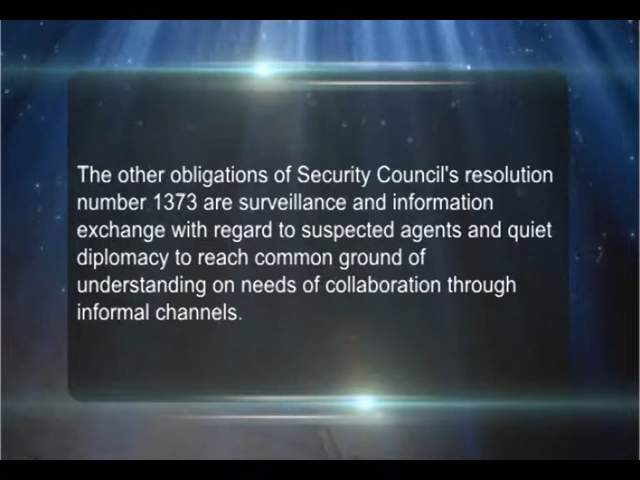 The other obligations of Security Council's resolution
number 1373 are surveillance and information
exchange with regard to suspected agents and quiet
diplomacy to reach common ground of
understanding on needs of collaboration through
informal channels.